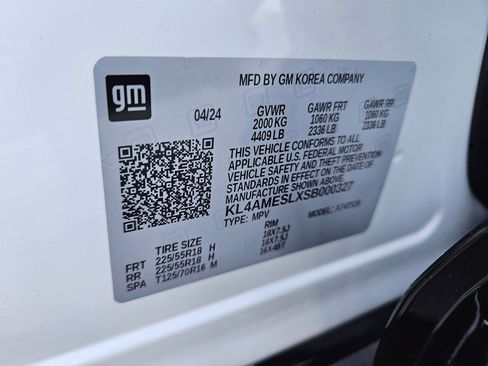 gm
MFD BY GM KOREA COMPANY
04/24 GVWR GAWR FRT GAWR RR
2000 KG 1060 KG 1060 KG
4409 LB 2336 LB 2336 LB
THIS VEHICLE CONFORMS TO ALL
APPLICABLE U.S. FEDERAL MOTOR
VEHICLE SAFETY AND THEFT PREVENTION
STANDARDS IN EFFECT ON THE DATE OF
MANUFACTURE SHOWN ABOVE.
KL4AMESLXSB000327
TYPE: MPV MODEL:
TIRE SIZE RIM
FRT 225/55R18 H 18X7.5J
RR 225/55R18 H 18X7.5J
SPA T125/70R16 M 16X4BT